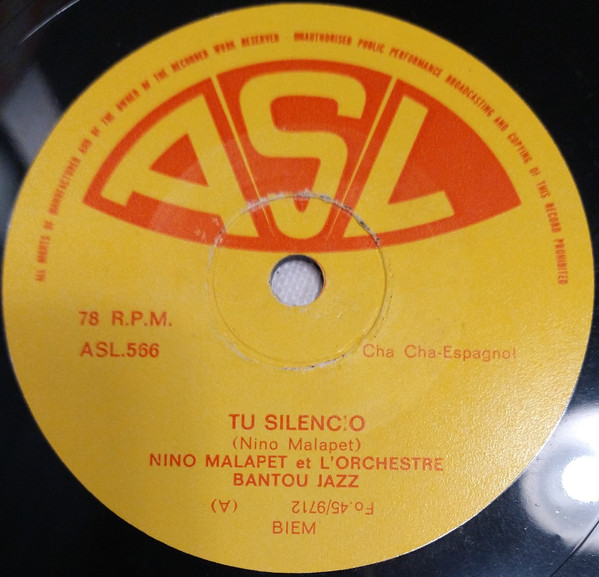 ALL RIGHTS OF MANUFACTURER AND OF THE OWNER OF THE RECORDED WORK RESERVED - UNAUTHORISED PUBLIC PERFORMANCE BROADCASTING AND COPYING OF THIS RECORD PROHIBITED
ASL
78 R.P.M.
ASL.566
Cha Cha-Espagnol
TU SILENCIO
(Nino Malapet)
NINO MALAPET et L'ORCHESTRE
BANTOU JAZZ
Fo.45/9712 (A)
BIEM